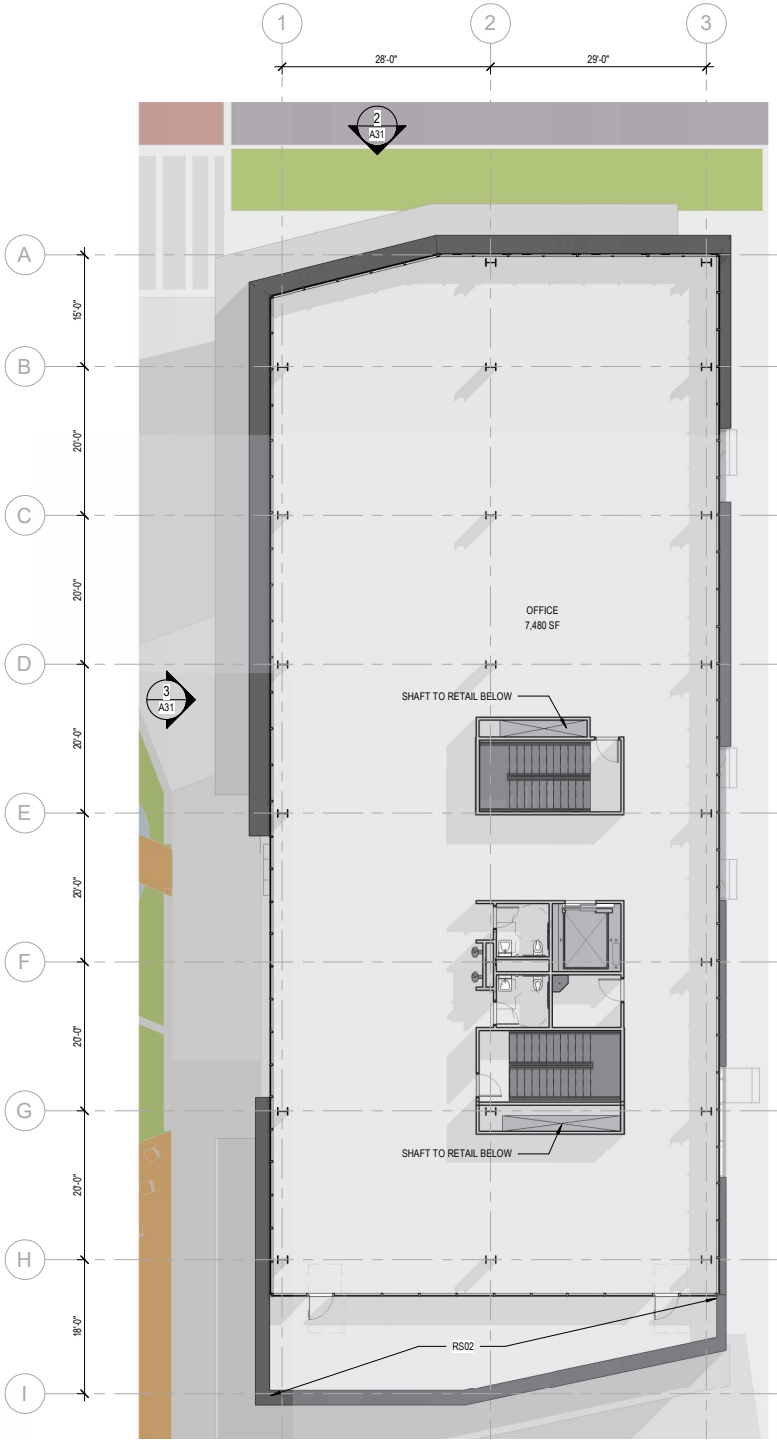 1
2
3
28'-0"
29'-0"
2
A31
A
15'-0"
B
20'-0"
C
20'-0"
OFFICE
7,480 SF
D
3
A31
SHAFT TO RETAIL BELOW
20'-0"
E
20'-0"
F
20'-0"
G
SHAFT TO RETAIL BELOW
20'-0"
H
18'-0"
RS02
I